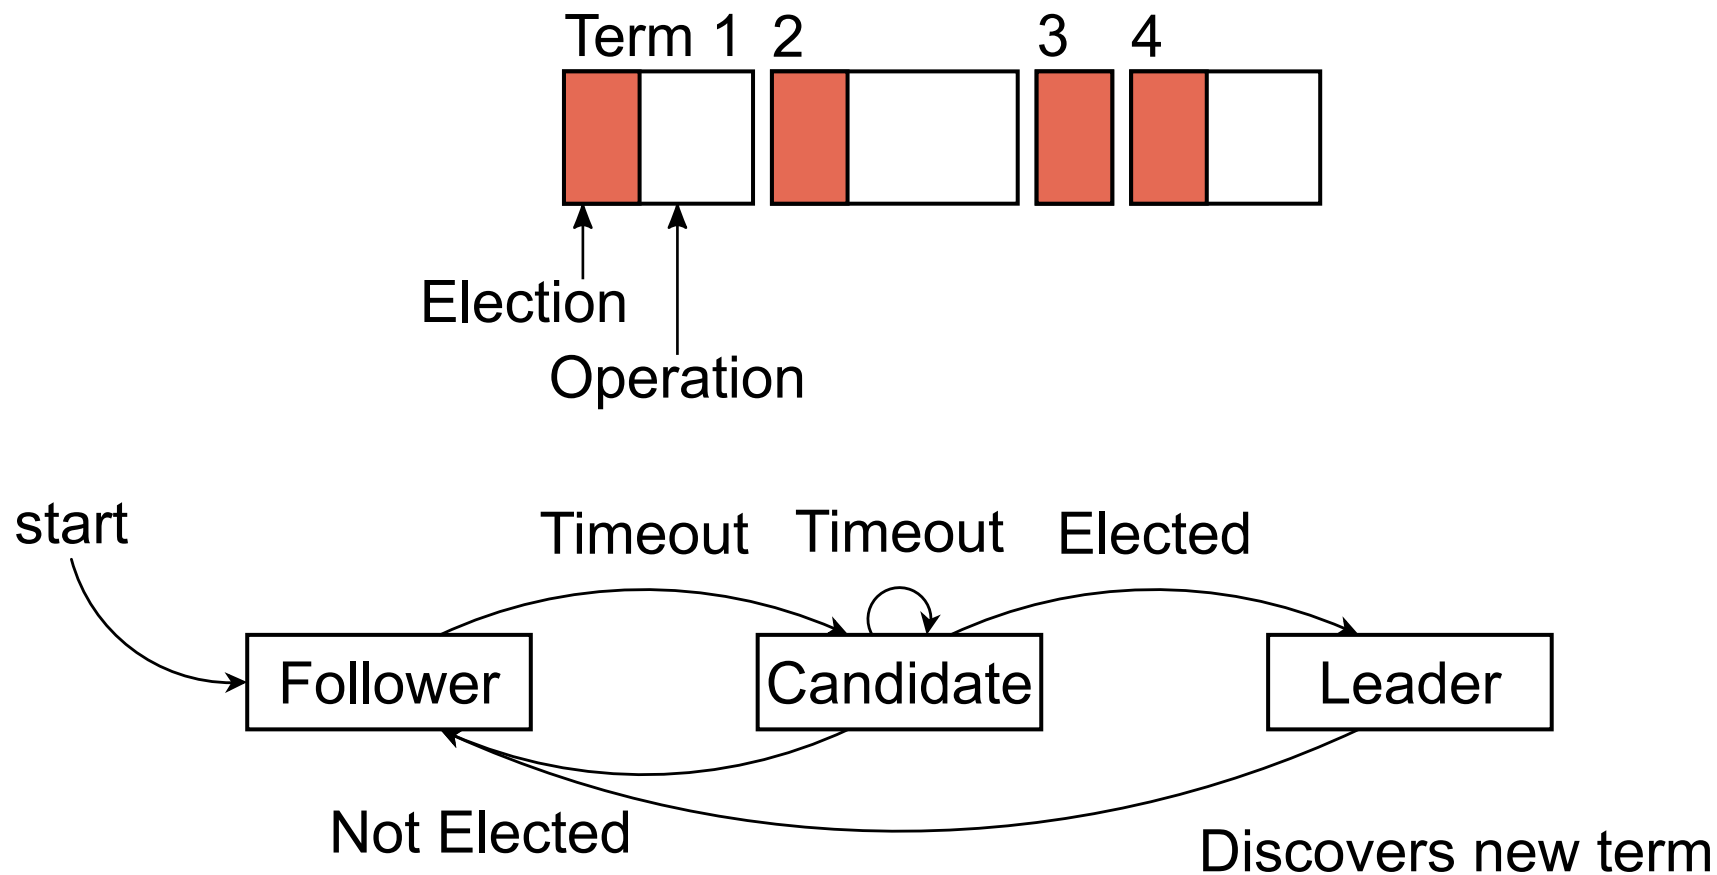 Term 1 2 3 4
Election
Operation
start
Timeout Timeout Elected
Follower Candidate Leader
Not Elected
Discovers new term